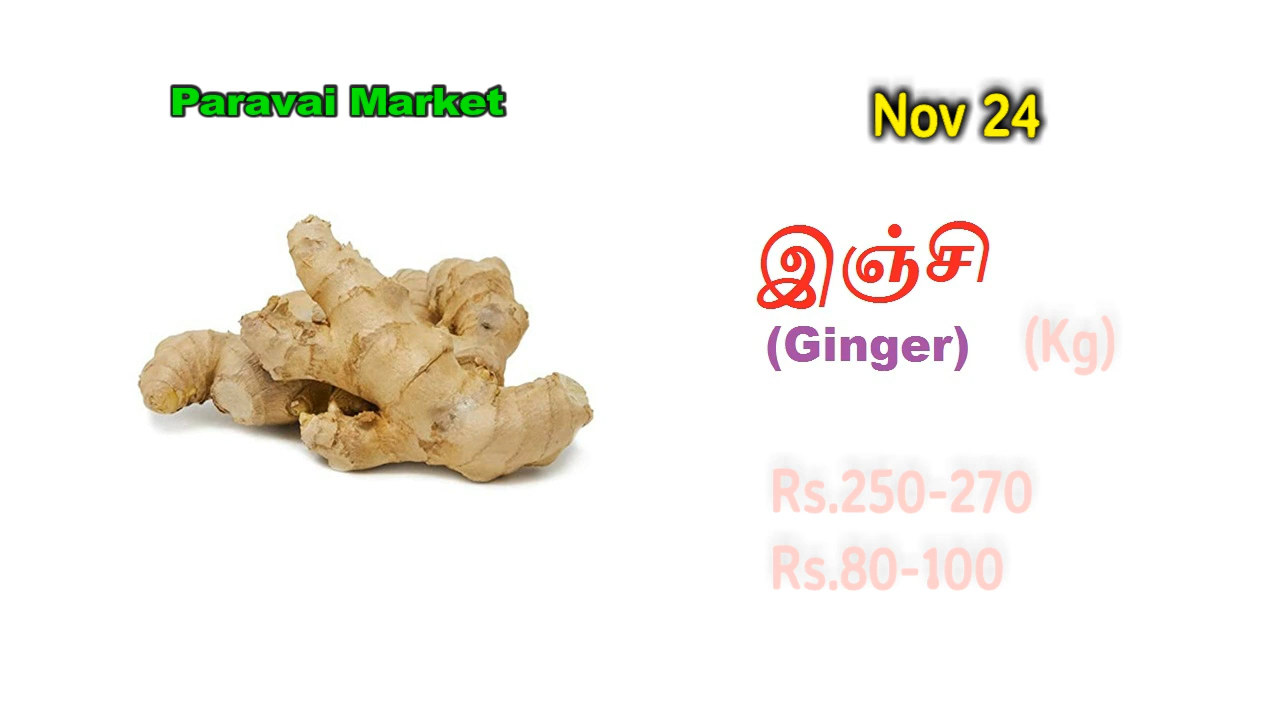 Paravai Market
Nov 24
இஞ்சி
(Ginger) (Kg)
Rs.250-270
Rs.80-100